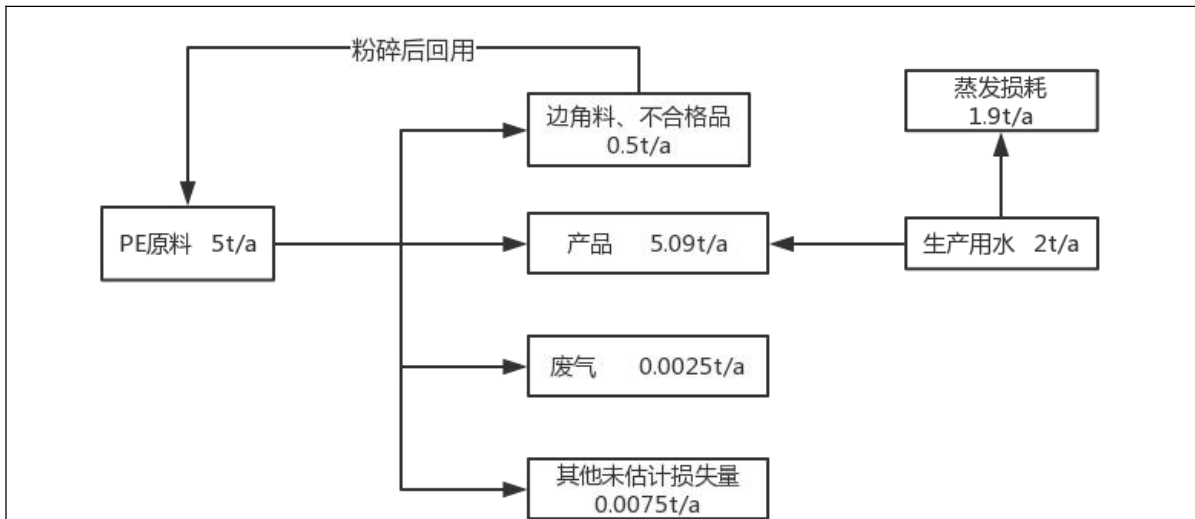 粉碎后回用
边角料、不合格品
0.5t/a
蒸发损耗
1.9t/a
PE原料 5t/a
产品 5.09t/a
生产用水 2t/a
废气 0.0025t/a
其他未估计损失量
0.0075t/a